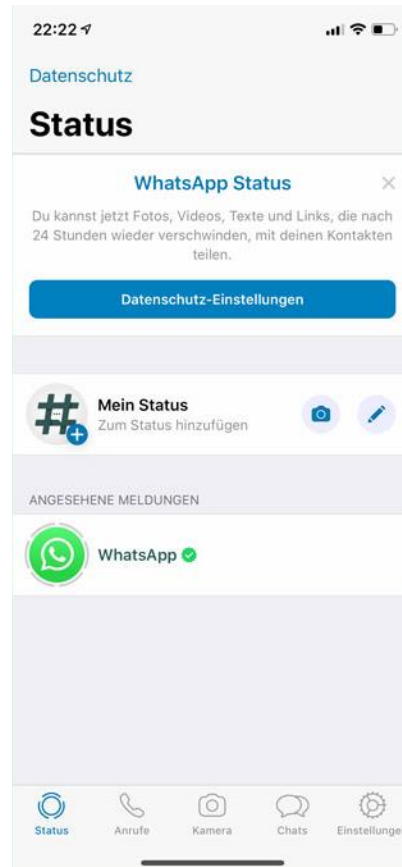 22:22
Datenschutz
Status
WhatsApp Status
Du kannst jetzt Fotos, Videos, Texte und Links, die nach
24 Stunden wieder verschwinden, mit deinen Kontakten
teilen.
Datenschutz-Einstellungen
Mein Status
Zum Status hinzufügen
ANGESEHENE MELDUNGEN
WhatsApp
Status Anrufe Kamera Chats Einstellunge